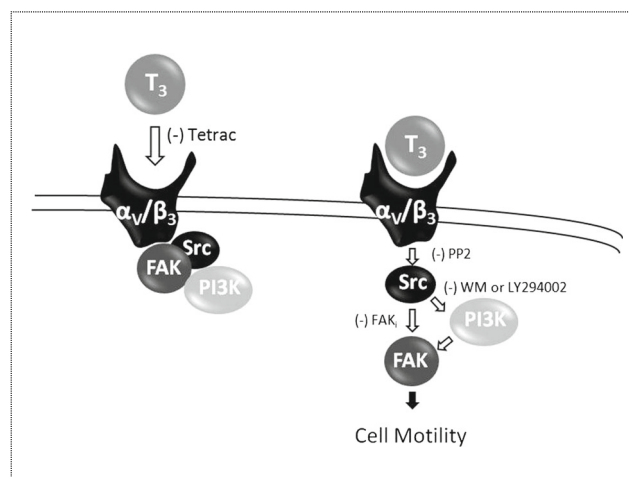 T3
(-) Tetrac
αV/β3
Src
FAK
PI3K
T3
αV/β3
(-) PP2
Src
(-) WM or LY294002
(-) FAKi
PI3K
FAK
Cell Motility